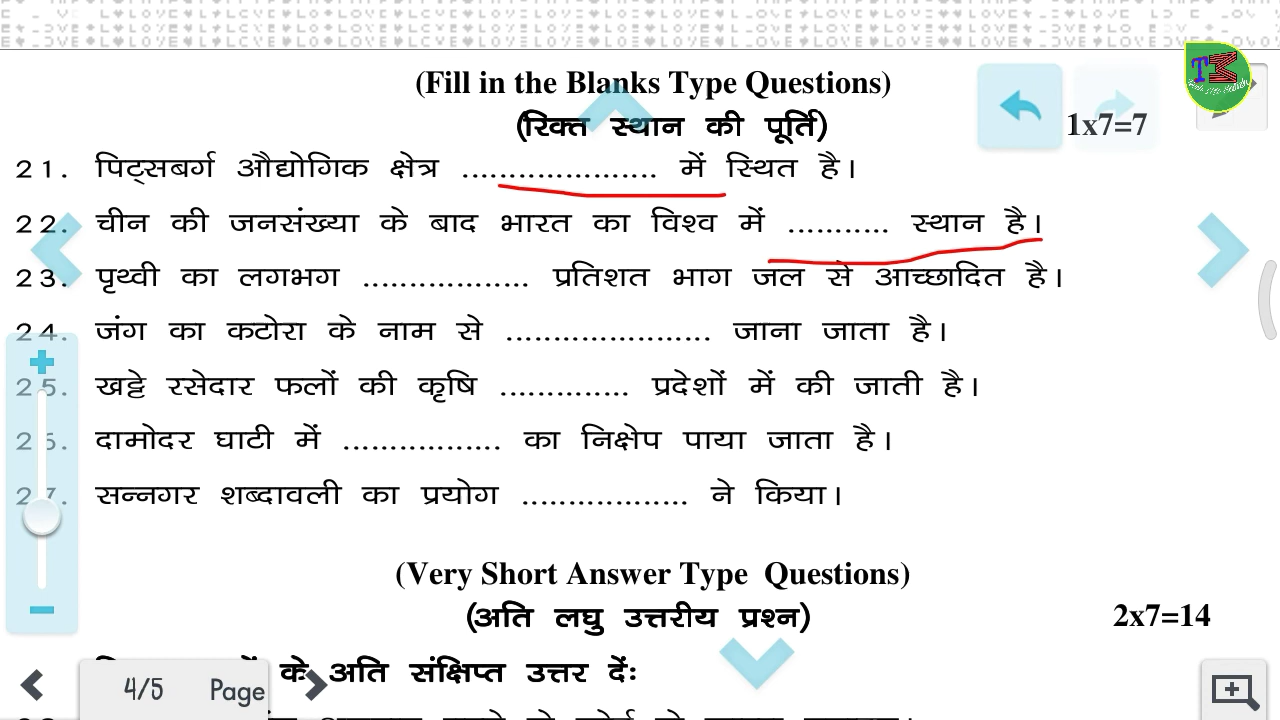 (Fill in the Blanks Type Questions)
(रिक्त स्थान की पूर्ति) 1x7=7
21. पिट्सबर्ग औद्योगिक क्षेत्र ..................... में स्थित है।
22. चीन की जनसंख्या के बाद भारत का विश्व में ........... स्थान है।
23. पृथ्वी का लगभग .................. प्रतिशत भाग जल से आच्छादित है।
24. जंग का कटोरा के नाम से ...................... जाना जाता है।
25. खट्टे रसेदार फलों की कृषि .............. प्रदेशों में की जाती है।
26. दामोदर घाटी में ................. का निक्षेप पाया जाता है।
27. सन्नगर शब्दावली का प्रयोग .................. ने किया।
(Very Short Answer Type Questions)
(अति लघु उत्तरीय प्रश्न) 2x7=14
के अति संक्षिप्त उत्तर दें:
4/5 Page